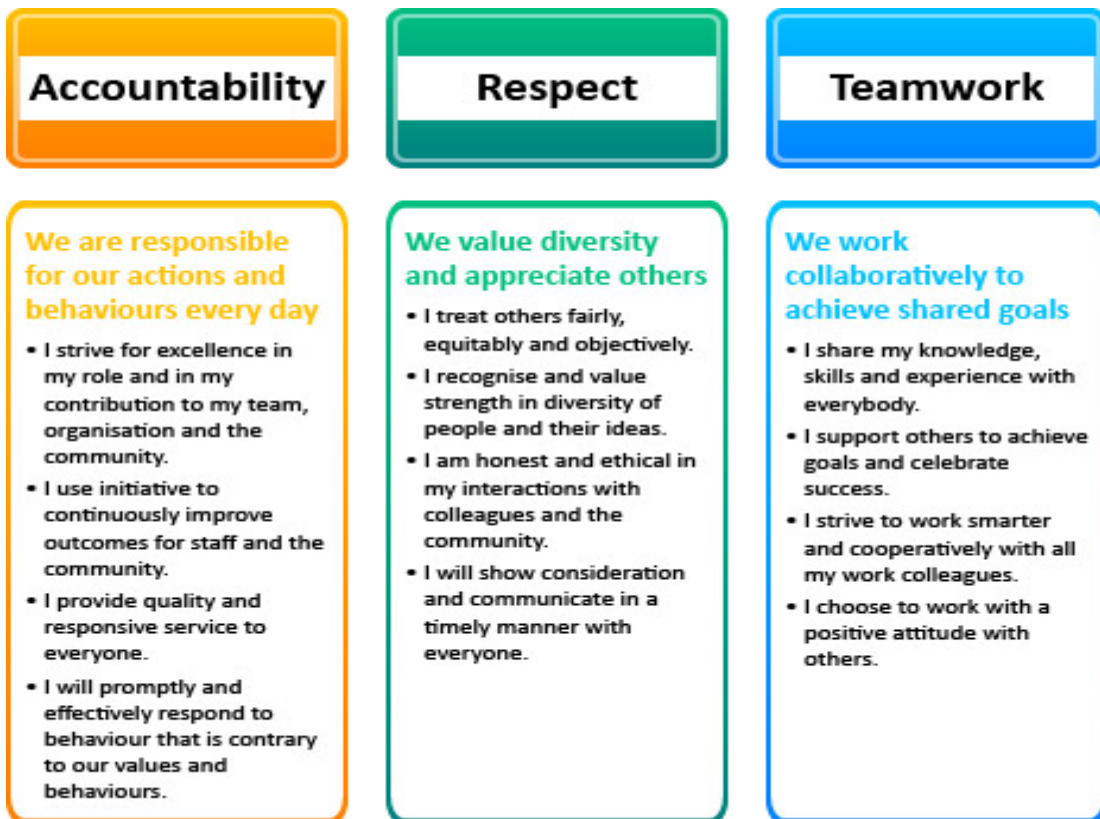 Accountability
We are responsible
for our actions and
behaviours every day
• I strive for excellence in
my role and in my
contribution to my team,
organisation and the
community.
• I use initiative to
continuously improve
outcomes for staff and the
community.
• I provide quality and
responsive service to
everyone.
• I will promptly and
effectively respond to
behaviour that is contrary
to our values and
behaviours.
Respect
We value diversity
and appreciate others
• I treat others fairly,
equitably and objectively.
• I recognise and value
strength in diversity of
people and their ideas.
• I am honest and ethical in
my interactions with
colleagues and the
community.
• I will show consideration
and communicate in a
timely manner with
everyone.
Teamwork
We work
collaboratively to
achieve shared goals
• I share my knowledge,
skills and experience with
everybody.
• I support others to achieve
goals and celebrate
success.
• I strive to work smarter
and cooperatively with all
my work colleagues.
• I choose to work with a
positive attitude with
others.